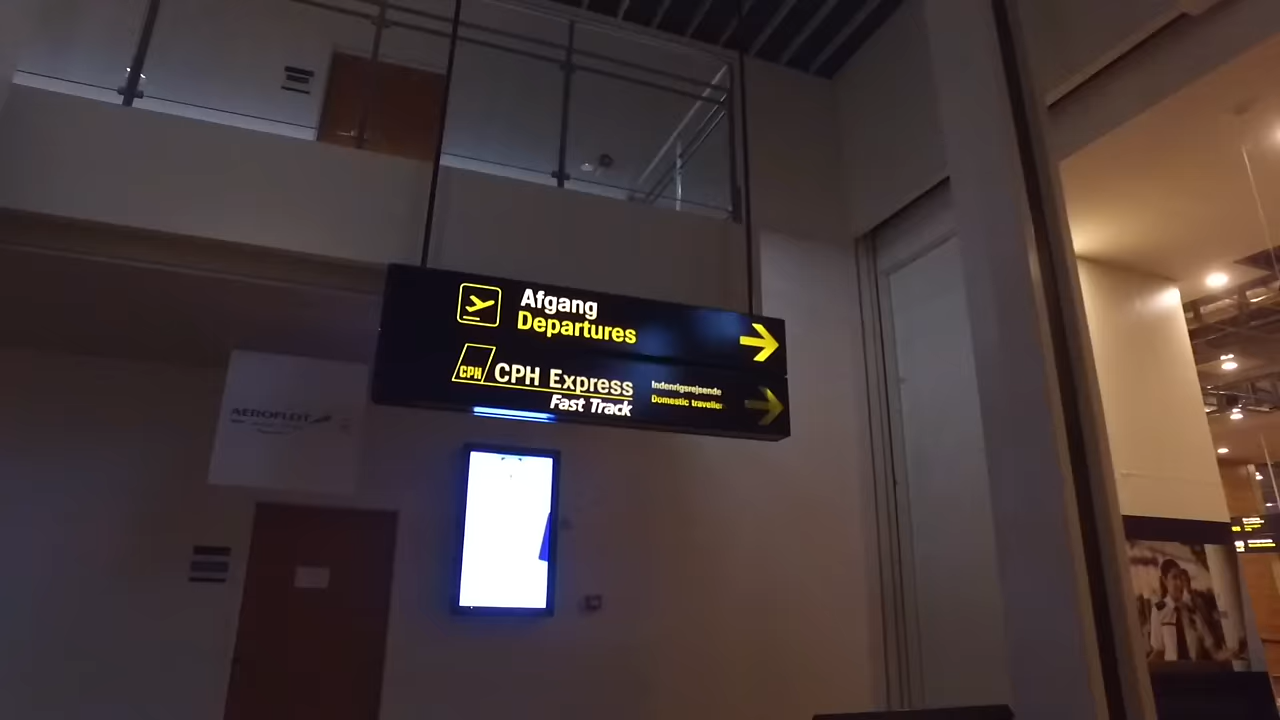 Afgang
Departures
CPH
CPH Express
Fast Track
Indenrigsrejsende
Domestic traveller
AEROFLOT